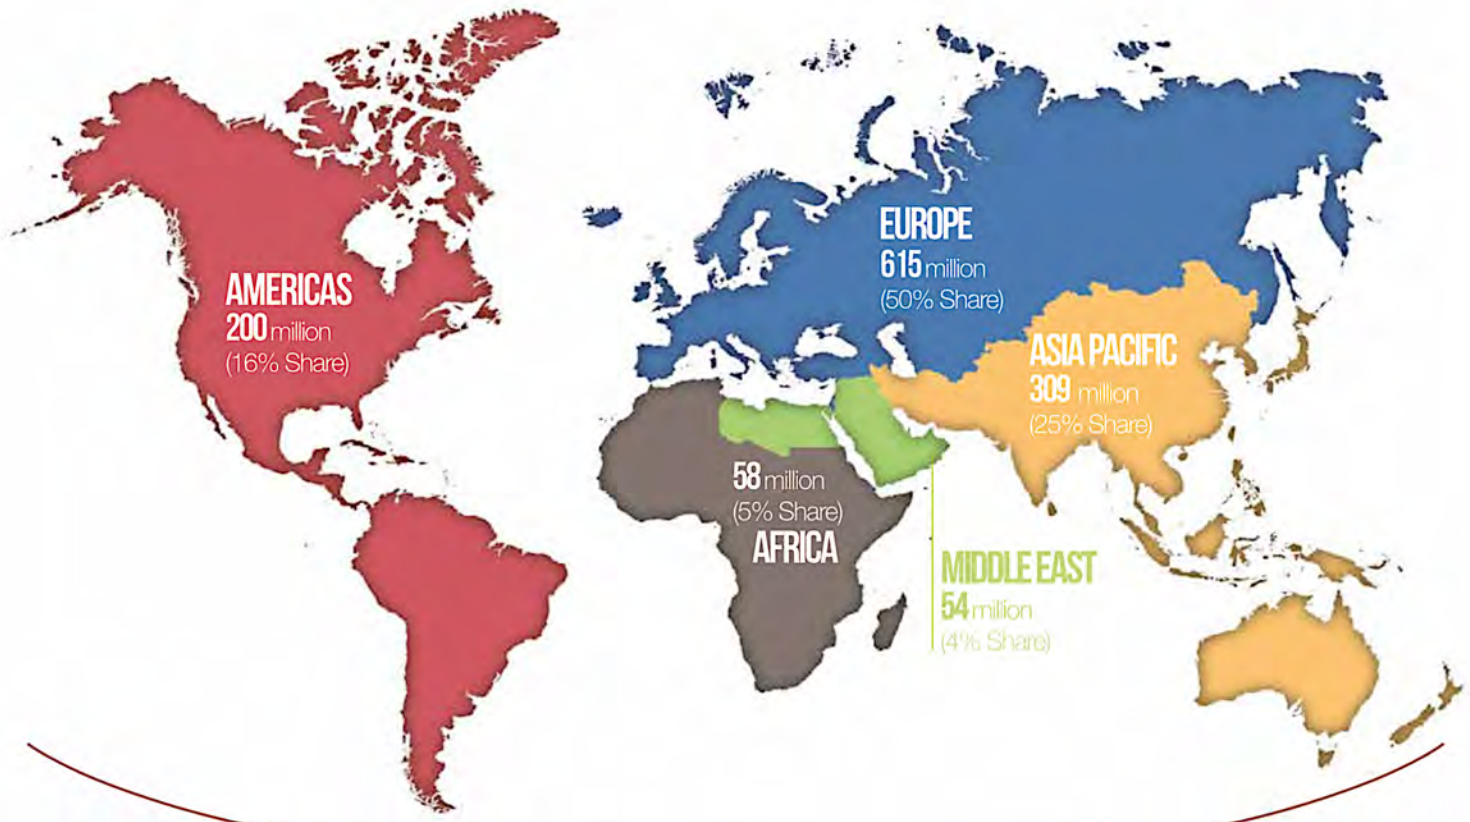 AMERICAS
200 million
(16% Share)
EUROPE
615 million
(50% Share)
ASIA PACIFIC
309 million
(25% Share)
58 million
(5% Share)
AFRICA
MIDDLE EAST
54 million
(4% Share)